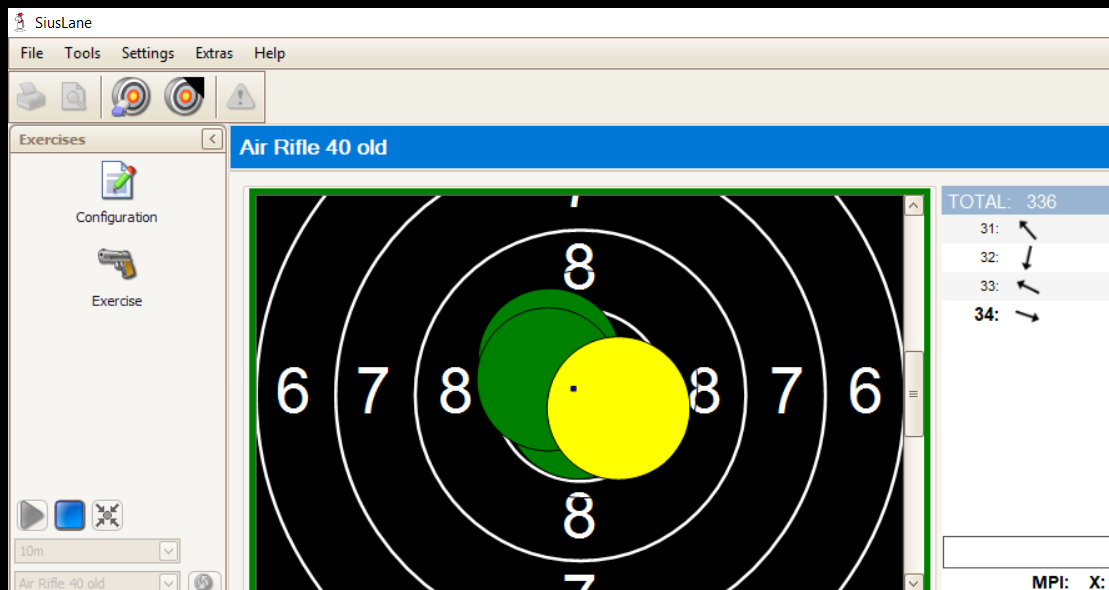 SiusLane
File Tools Settings Extras Help
Exercises
Air Rifle 40 old
Configuration
Exercise
10m
Air Rifle 40 old
7
8
6 7 8 8 7 6
8
7
TOTAL: 336
31:
32:
33:
34:
MPI: X: